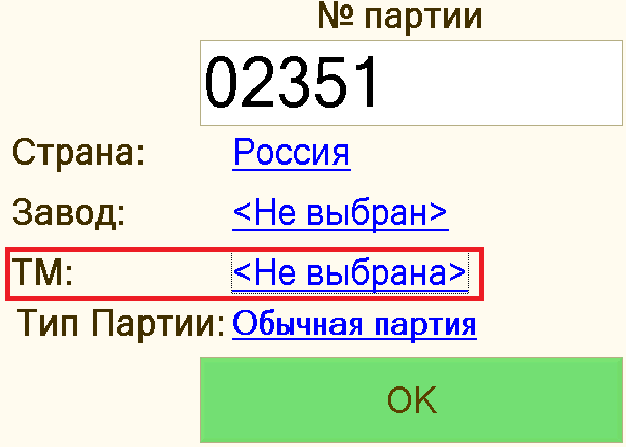 № партии
02351
Страна: Россия
Завод: <Не выбран>
ТМ: <Не выбрана>
Тип Партии: Обычная партия
OK